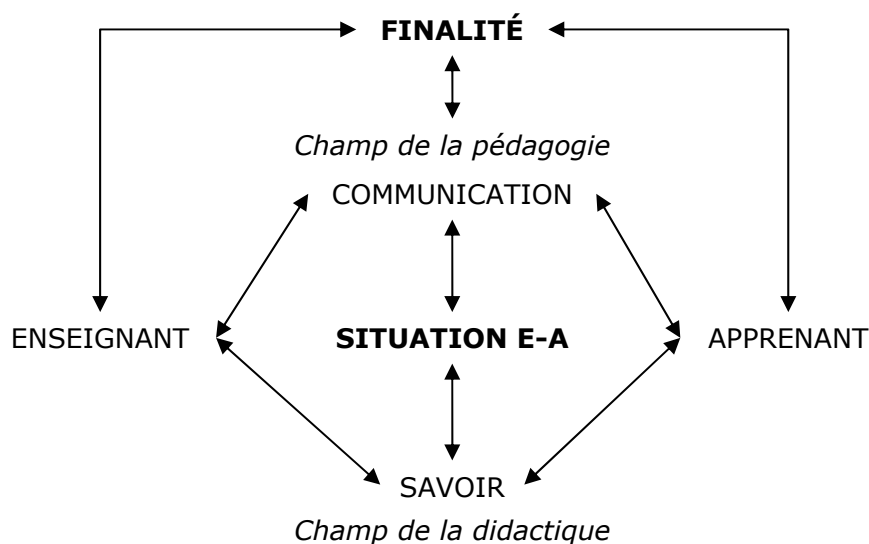 FINALITÉ
Champ de la pédagogie
COMMUNICATION
ENSEIGNANT
SITUATION E-A
APPRENANT
SAVOIR
Champ de la didactique